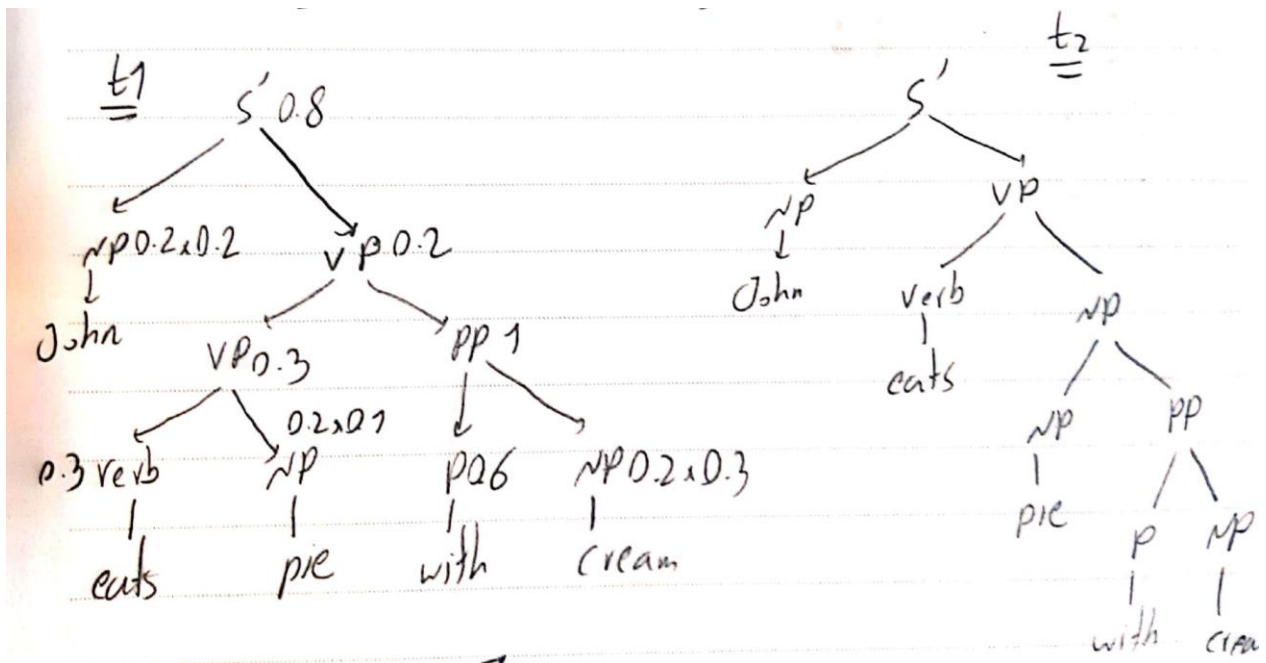 t1
S' 0.8
NP 0.2x0.2
VP 0.2
John
VP 0.3
PP 1
0.3 verb
0.2x0.1
NP
P 0.6
NP 0.2x0.3
eats
pie
with
cream
t2
S'
NP
VP
John
verb
NP
eats
NP
PP
pie
P
NP
with
crea